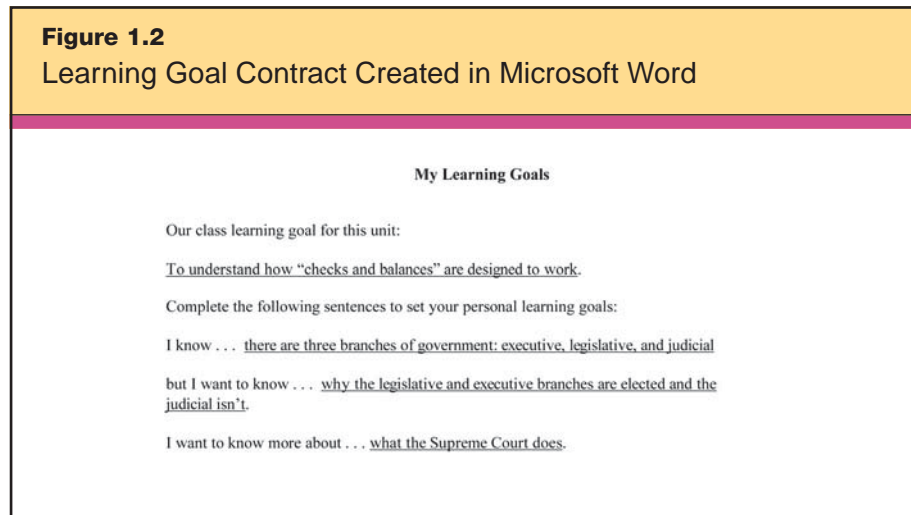 Figure 1.2
Learning Goal Contract Created in Microsoft Word
My Learning Goals
Our class learning goal for this unit:
To understand how “checks and balances” are designed to work.
Complete the following sentences to set your personal learning goals:
I know . . . there are three branches of government: executive, legislative, and judicial
but I want to know . . . why the legislative and executive branches are elected and the
judicial isn’t.
I want to know more about . . . what the Supreme Court does.